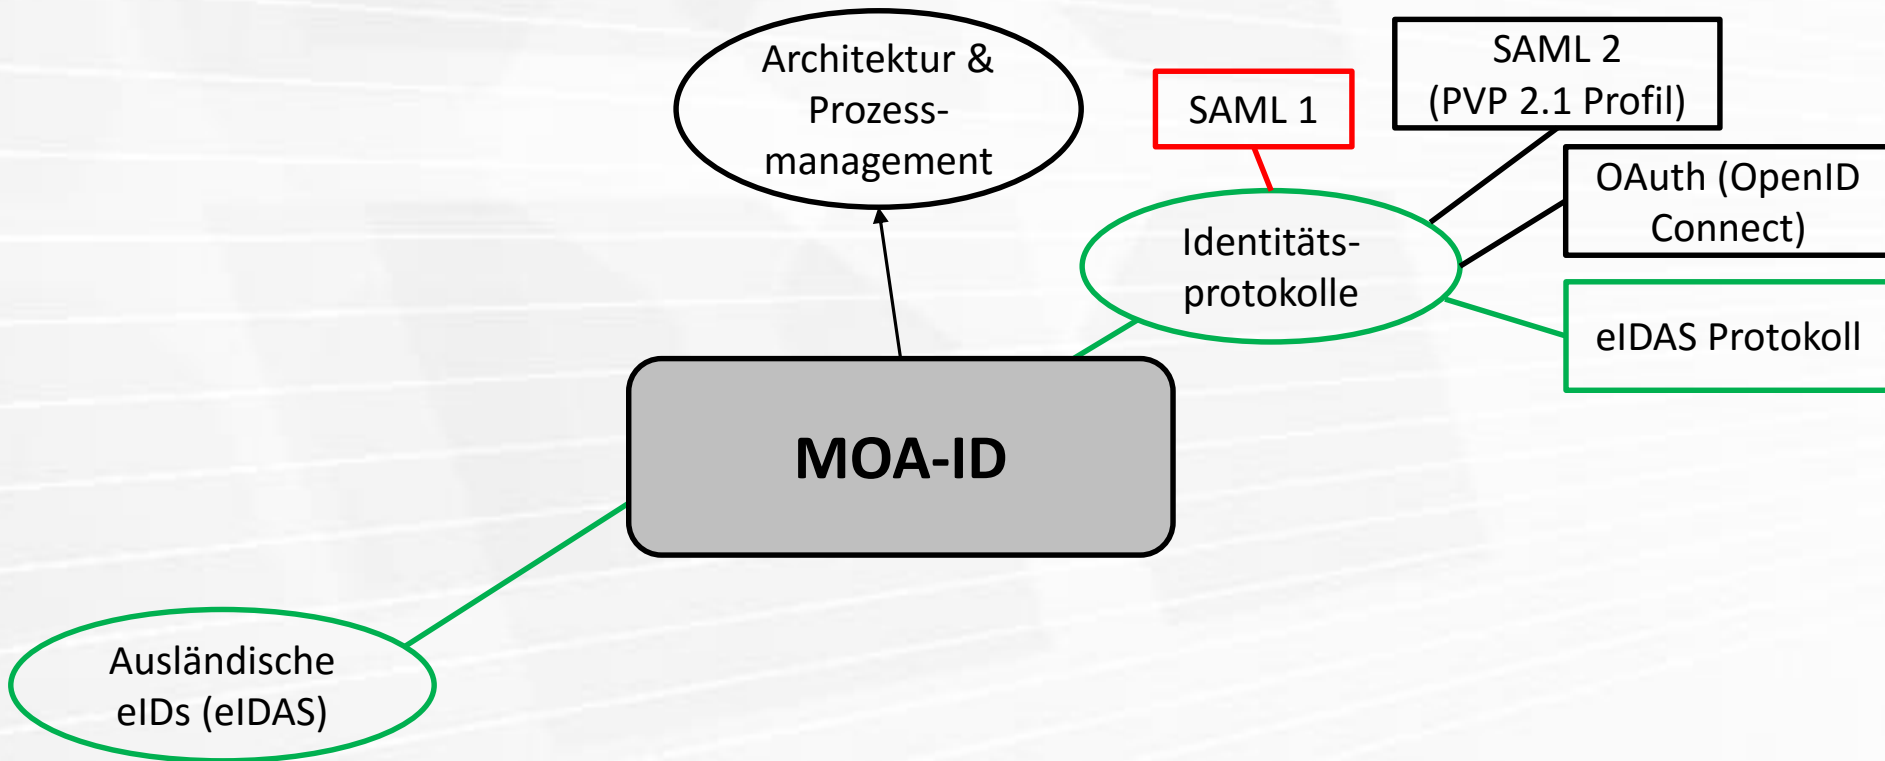 Architektur &
Prozess-
management
SAML 1
SAML 2
(PVP 2.1 Profil)
OAuth (OpenID
Connect)
Identitäts-
protokolle
eIDAS Protokoll
MOA-ID
Ausländische
eIDs (eIDAS)